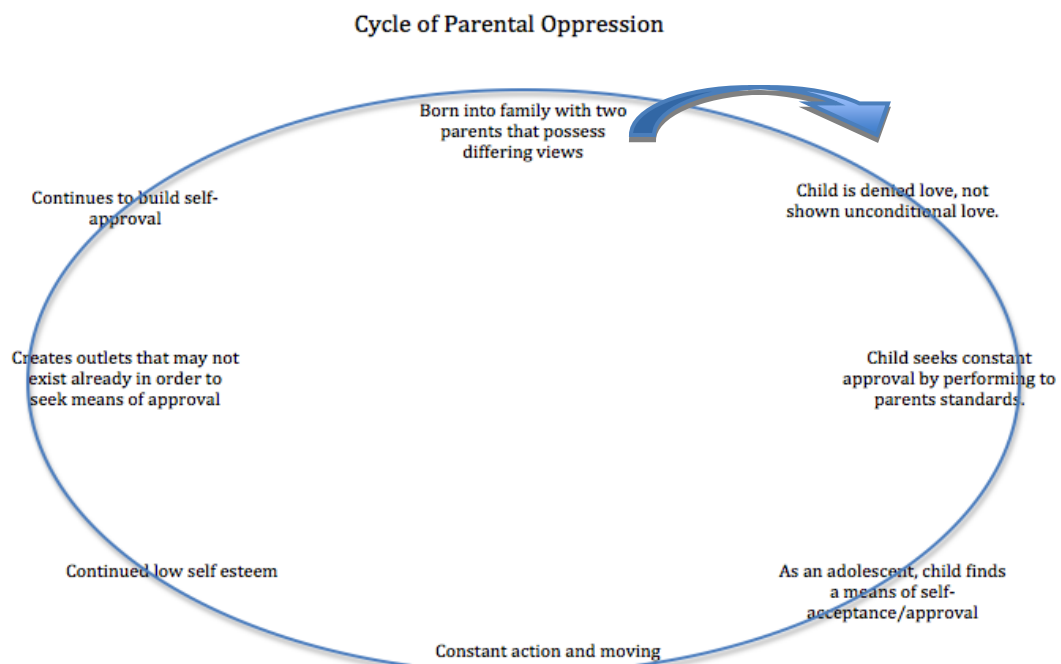 Cycle of Parental Oppression
Born into family with two
parents that possess
differing views
Child is denied love, not
shown unconditional love.
Child seeks constant
approval by performing to
parents standards.
As an adolescent, child finds
a means of self-
acceptance/approval
Constant action and moving
Continued low self esteem
Creates outlets that may not
exist already in order to
seek means of approval
Continues to build self-
approval